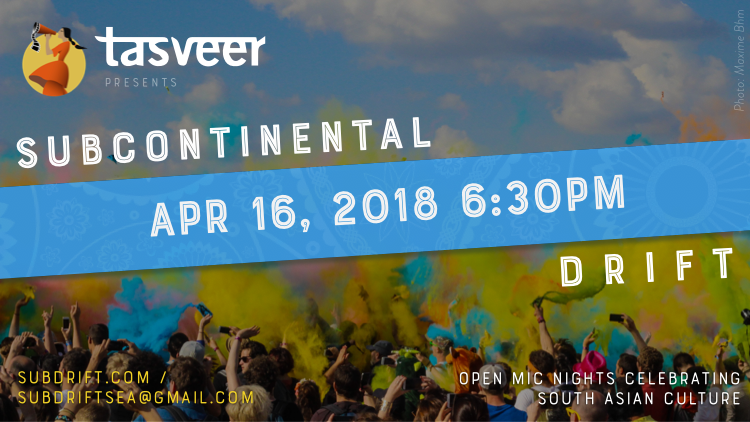 tasveer
PRESENTS
Photo: Maxime Bhm
SUBCONTINENTAL
APR 16, 2018 6:30PM
DRIFT
SUBDRIFT.COM /
SUBDRIFTSEA@GMAIL.COM
OPEN MIC NIGHTS CELEBRATING
SOUTH ASIAN CULTURE